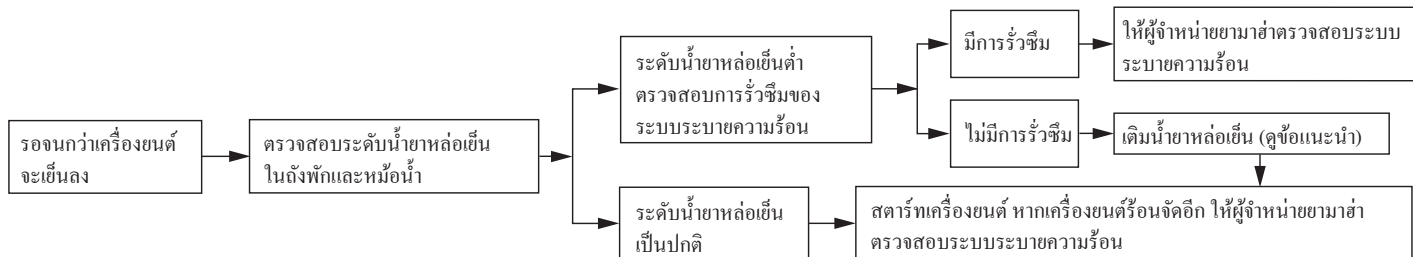 รอจนกว่าเครื่องยนต์
จะเย็นลง
ตรวจสอบระดับน้ำยาหล่อเย็น
ในถังพักและหม้อน้ำ
ระดับน้ำยาหล่อเย็นต่ำ
ตรวจสอบการรั่วซึมของ
ระบบระบายความร้อน
มีการรั่วซึม
ให้ผู้จำหน่ายยามาฮ่าตรวจสอบระบบ
ระบายความร้อน
ไม่มีการรั่วซึม
เติมน้ำยาหล่อเย็น (ดูข้อแนะนำ)
ระดับน้ำยาหล่อเย็น
เป็นปกติ
สตาร์ทเครื่องยนต์ หากเครื่องยนต์ร้อนจัดอีก ให้ผู้จำหน่ายยามาฮ่า
ตรวจสอบระบบระบายความร้อน